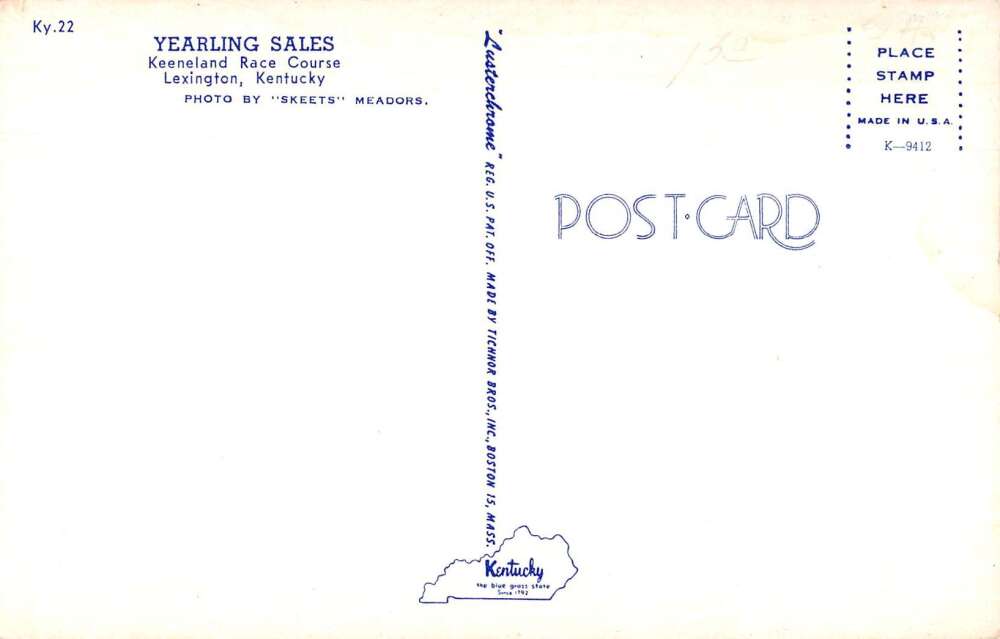 Ky.22
YEARLING SALES
Keeneland Race Course
Lexington, Kentucky
PHOTO BY "SKEETS" MEADORS.
"Lusterchrome" REG. U.S. PAT. OFF. MADE BY TICHNOR BROS., INC., BOSTON 15, MASS.
PLACE
STAMP
HERE
MADE IN U.S.A.
K—9412
POST·CARD
Kentucky
the blue grass state
Since 1792